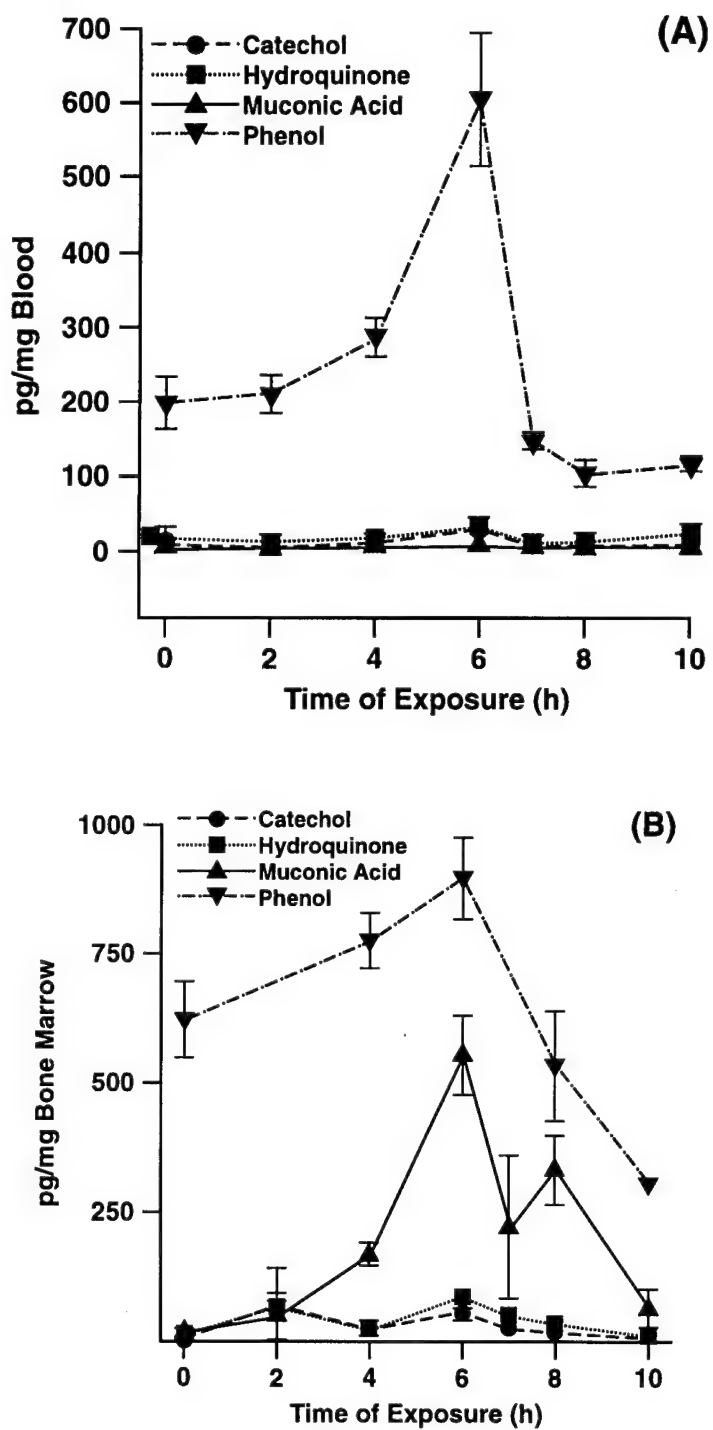 (A)
Catechol
Hydroquinone
Muconic Acid
Phenol
700
600
500
400
300
200
100
0
pg/mg Blood
0 2 4 6 8 10
Time of Exposure (h)
(B)
Catechol
Hydroquinone
Muconic Acid
Phenol
1000
750
500
250
pg/mg Bone Marrow
0 2 4 6 8 10
Time of Exposure (h)